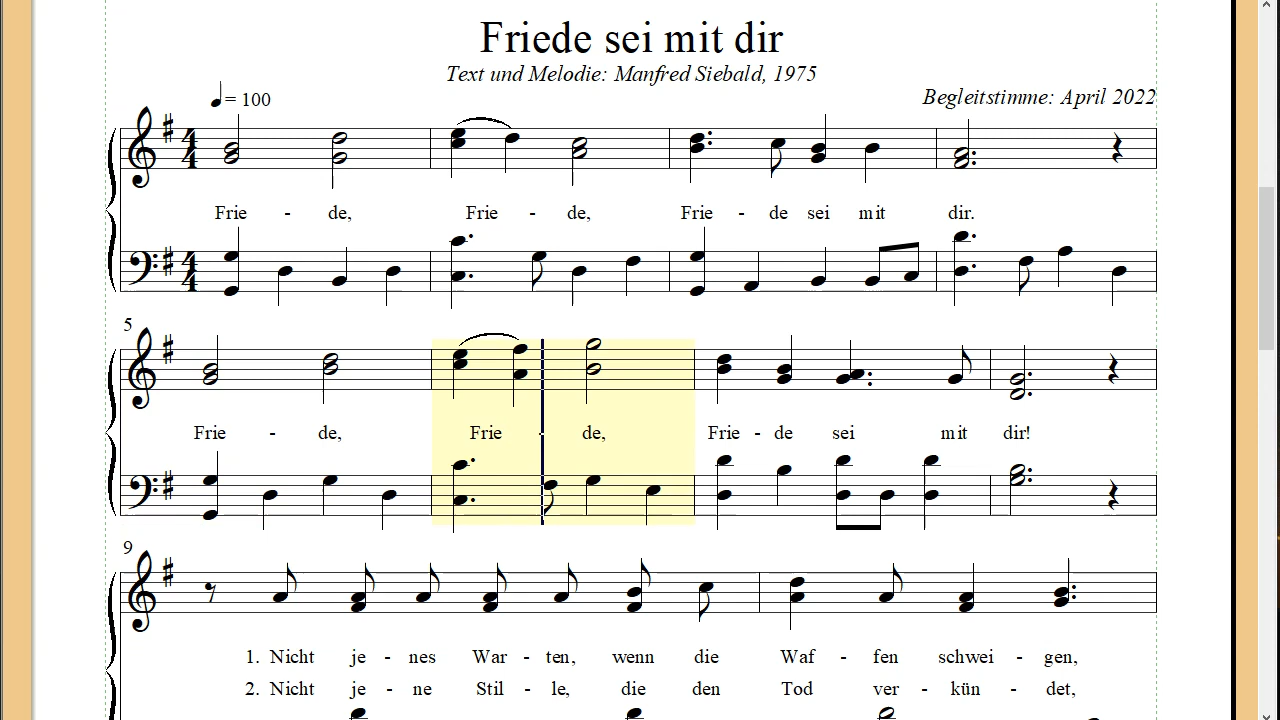 Friede sei mit dir
Text und Melodie: Manfred Siebald, 1975
Begleitstimme: April 2022
= 100
Frie - de, Frie - de, Frie - de sei mit dir.
5
Frie - de, Frie - de, Frie - de sei mit dir!
9
1. Nicht je - nes War - ten, wenn die Waf - fen schwei - gen,
2. Nicht je - ne Stil - le, die den Tod ver - kün - det,